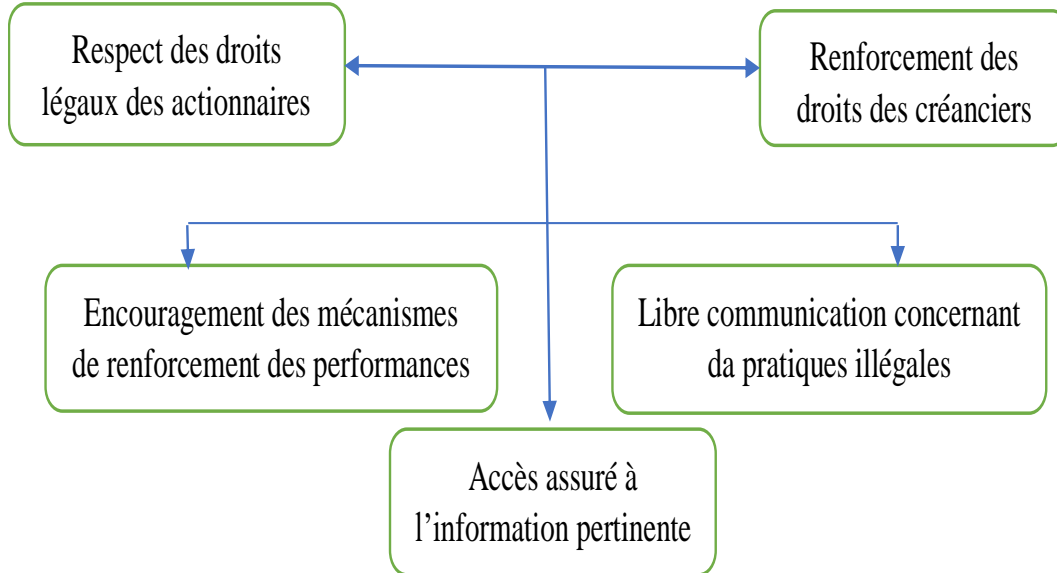 Respect des droits
légaux des actionnaires
Renforcement des
droits des créanciers
Encouragement des mécanismes
de renforcement des performances
Libre communication concernant
da pratiques illégales
Accès assuré à
l’information pertinente